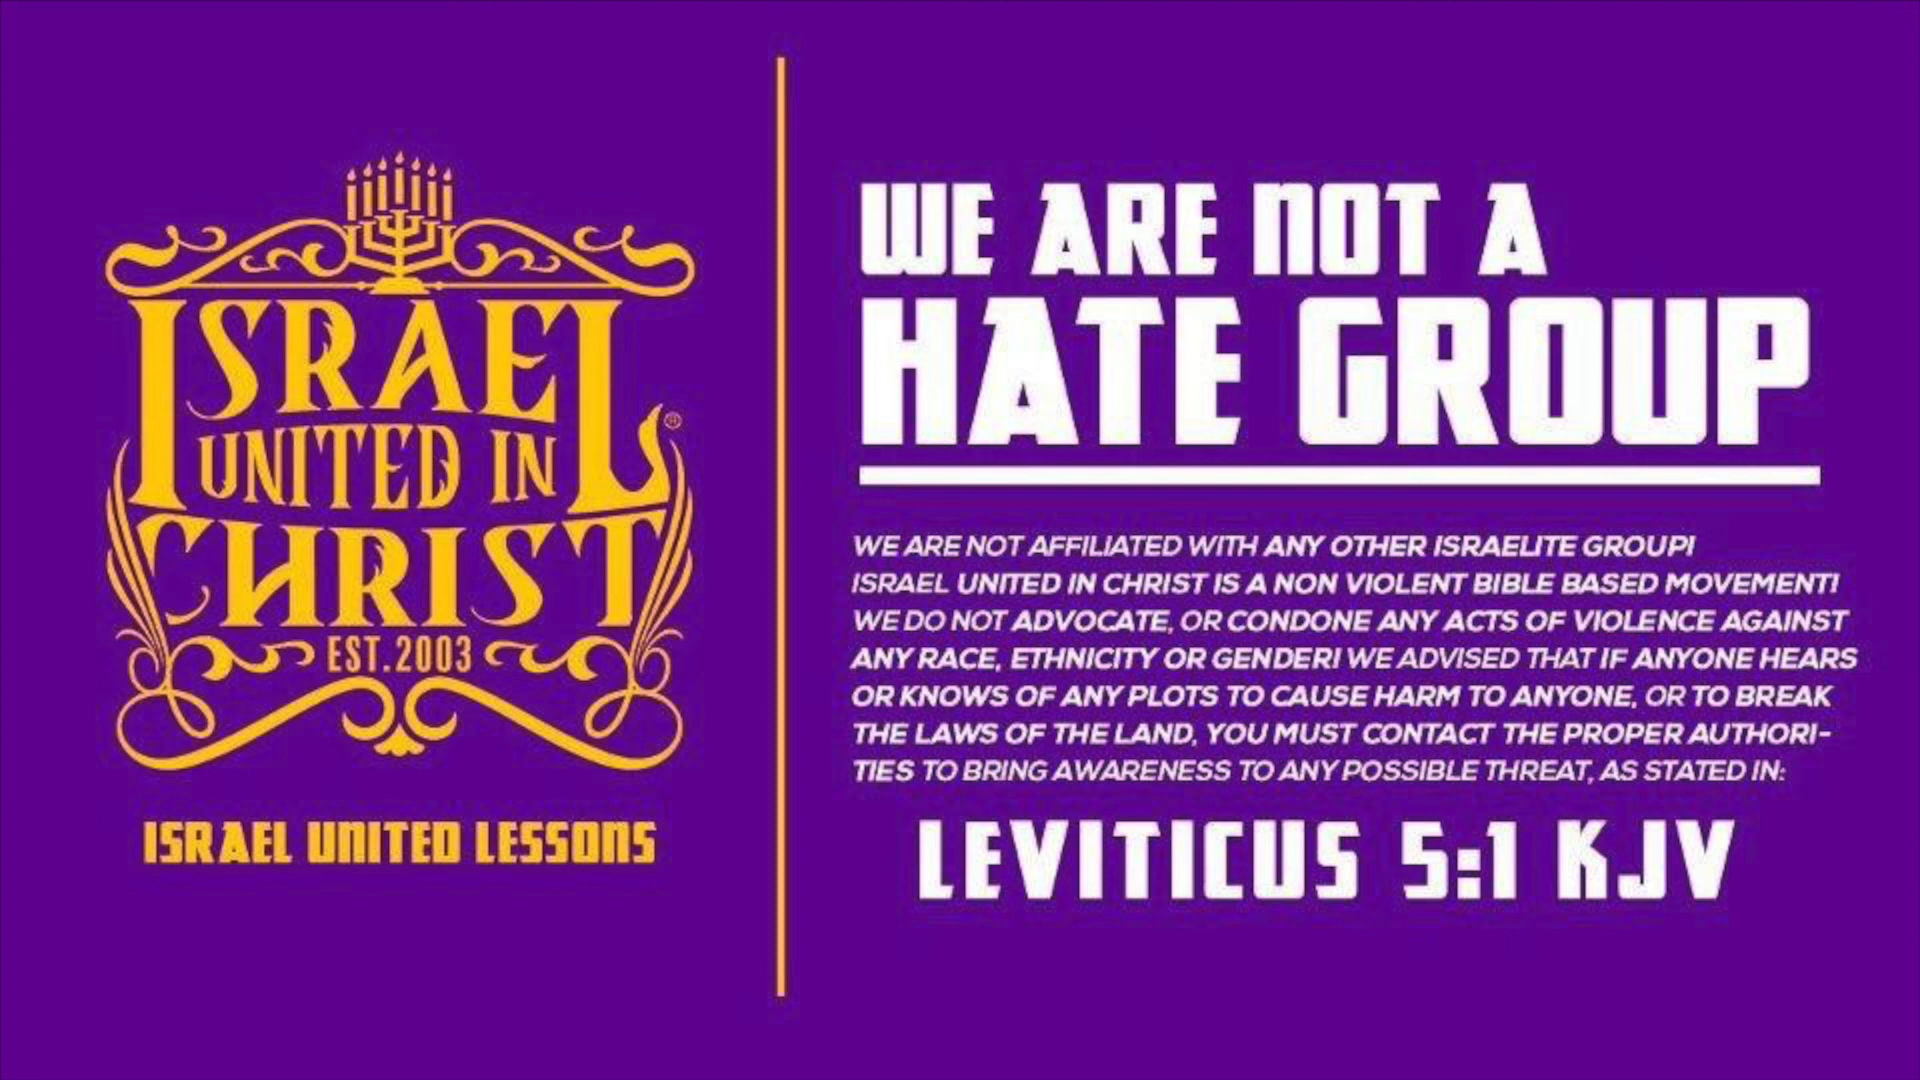 ISRAEL
UNITED IN
CHRIST
EST. 2003
ISRAEL UNITED LESSONS
WE ARE NOT A
HATE GROUP
WE ARE NOT AFFILIATED WITH ANY OTHER ISRAELITE GROUP!
ISRAEL UNITED IN CHRIST IS A NON VIOLENT BIBLE BASED MOVEMENT!
WE DO NOT ADVOCATE, OR CONDONE ANY ACTS OF VIOLENCE AGAINST
ANY RACE, ETHNICITY OR GENDER! WE ADVISED THAT IF ANYONE HEARS
OR KNOWS OF ANY PLOTS TO CAUSE HARM TO ANYONE, OR TO BREAK
THE LAWS OF THE LAND, YOU MUST CONTACT THE PROPER AUTHORI-
TIES TO BRING AWARENESS TO ANY POSSIBLE THREAT, AS STATED IN:
LEVITICUS 5:1 KJV